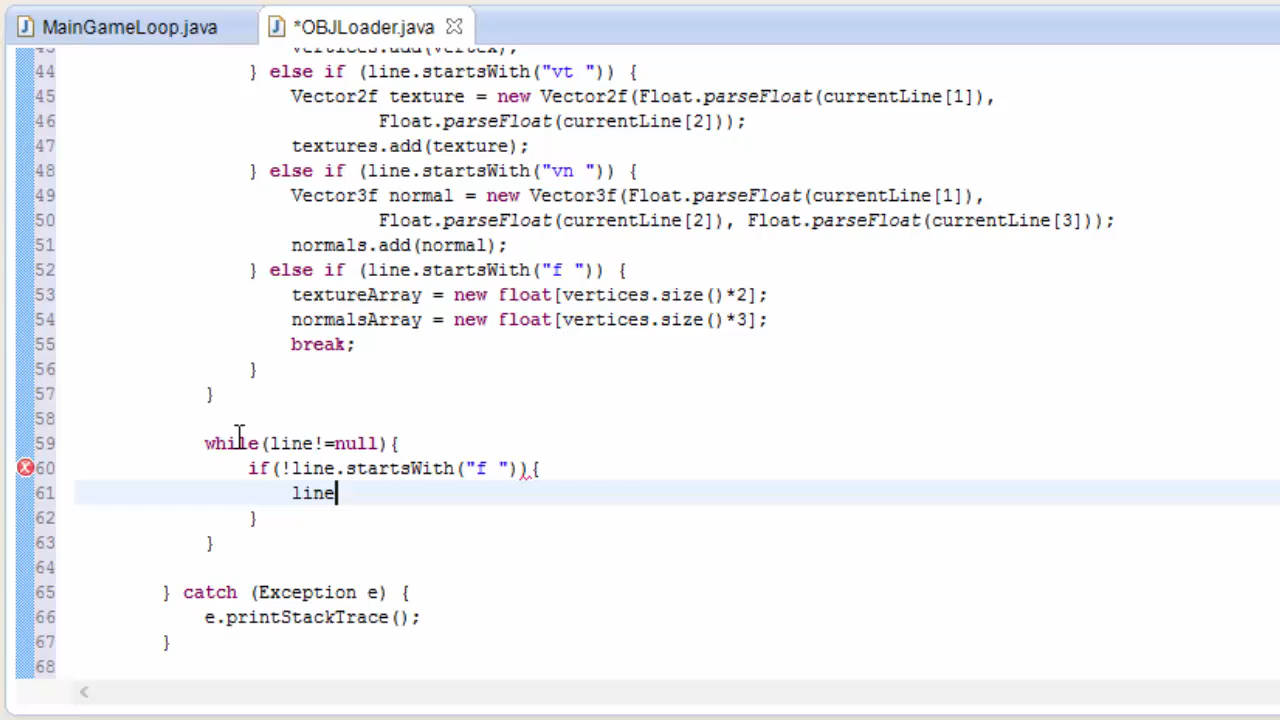 MainGameLoop.java
*OBJLoader.java
43 vertices.add(vertex);
44 } else if (line.startsWith("vt ")) {
45 Vector2f texture = new Vector2f(Float.parseFloat(currentLine[1]),
46 Float.parseFloat(currentLine[2]));
47 textures.add(texture);
48 } else if (line.startsWith("vn ")) {
49 Vector3f normal = new Vector3f(Float.parseFloat(currentLine[1]),
50 Float.parseFloat(currentLine[2]), Float.parseFloat(currentLine[3]));
51 normals.add(normal);
52 } else if (line.startsWith("f ")) {
53 textureArray = new float[vertices.size()*2];
54 normalsArray = new float[vertices.size()*3];
55 break;
56 }
57 }
58
59 while(line!=null){
60 if(!line.startsWith("f ")){
61 line
62 }
63 }
64
65 } catch (Exception e) {
66 e.printStackTrace();
67 }
68